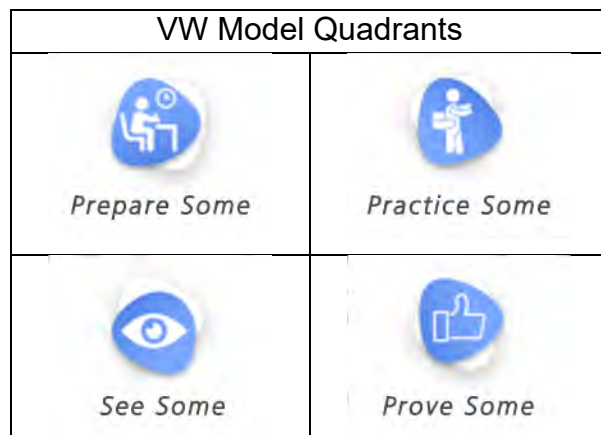 VW Model Quadrants
Prepare Some
Practice Some
See Some
Prove Some